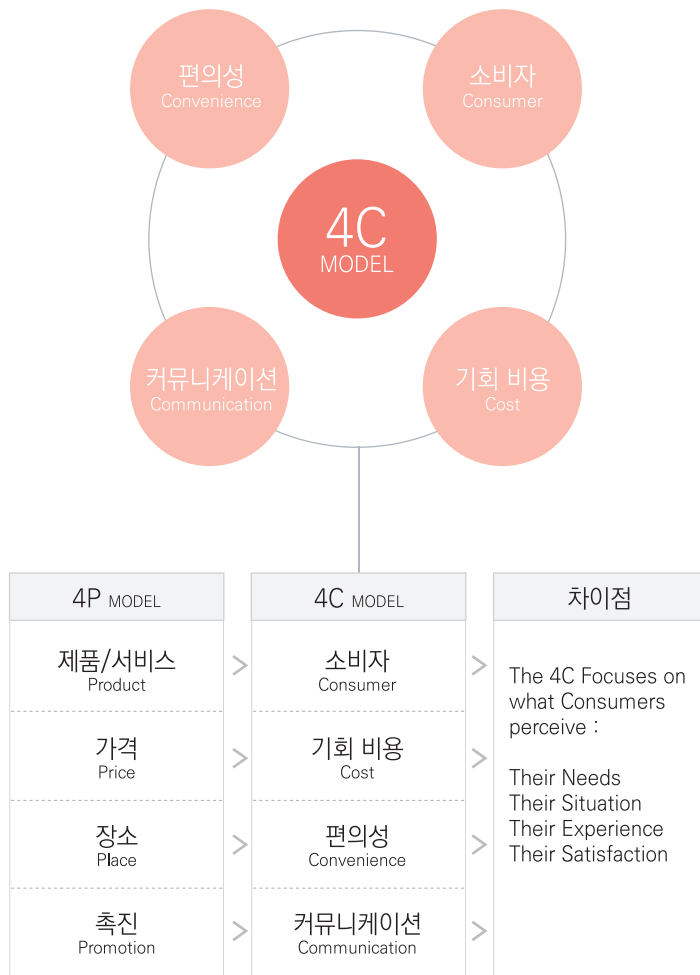 편의성
Convenience
소비자
Consumer
4C
MODEL
커뮤니케이션
Communication
기회 비용
Cost
4P MODEL
4C MODEL
차이점
제품/서비스
Product
>
소비자
Consumer
>
가격
Price
>
기회 비용
Cost
>
장소
Place
>
편의성
Convenience
>
촉진
Promotion
>
커뮤니케이션
Communication
>
The 4C Focuses on
what Consumers
perceive :
Their Needs
Their Situation
Their Experience
Their Satisfaction